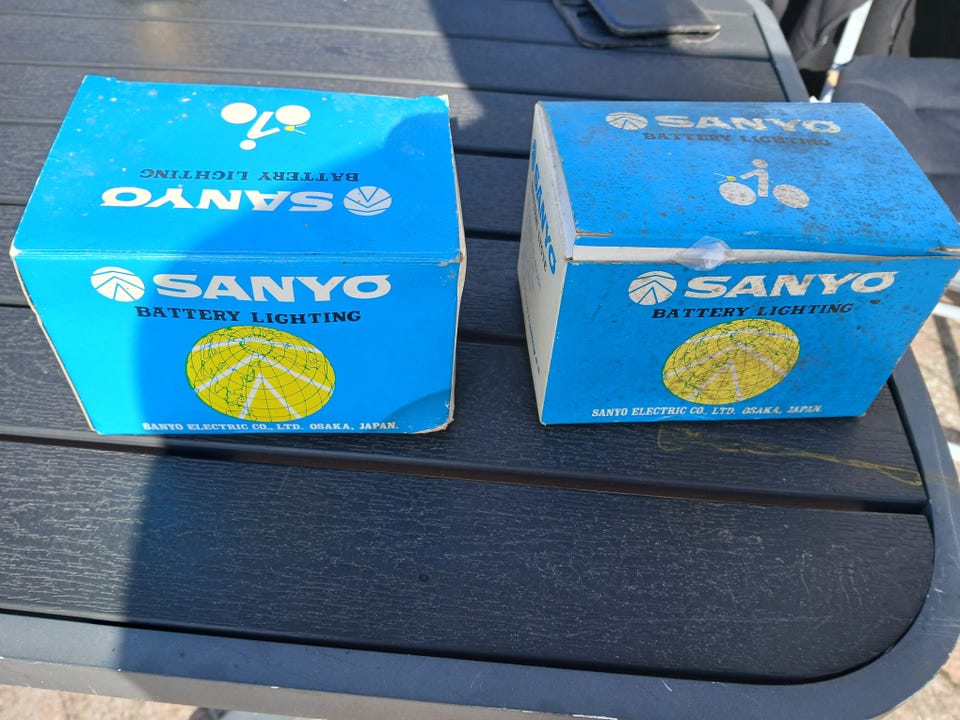 SANYO
BATTERY LIGHTING
SANYO
BATTERY LIGHTING
SANYO ELECTRIC CO., LTD. OSAKA, JAPAN.
SANYO
BATTERY LIGHTING
SANYO
SANYO
BATTERY LIGHTING
SANYO ELECTRIC CO., LTD. OSAKA, JAPAN.